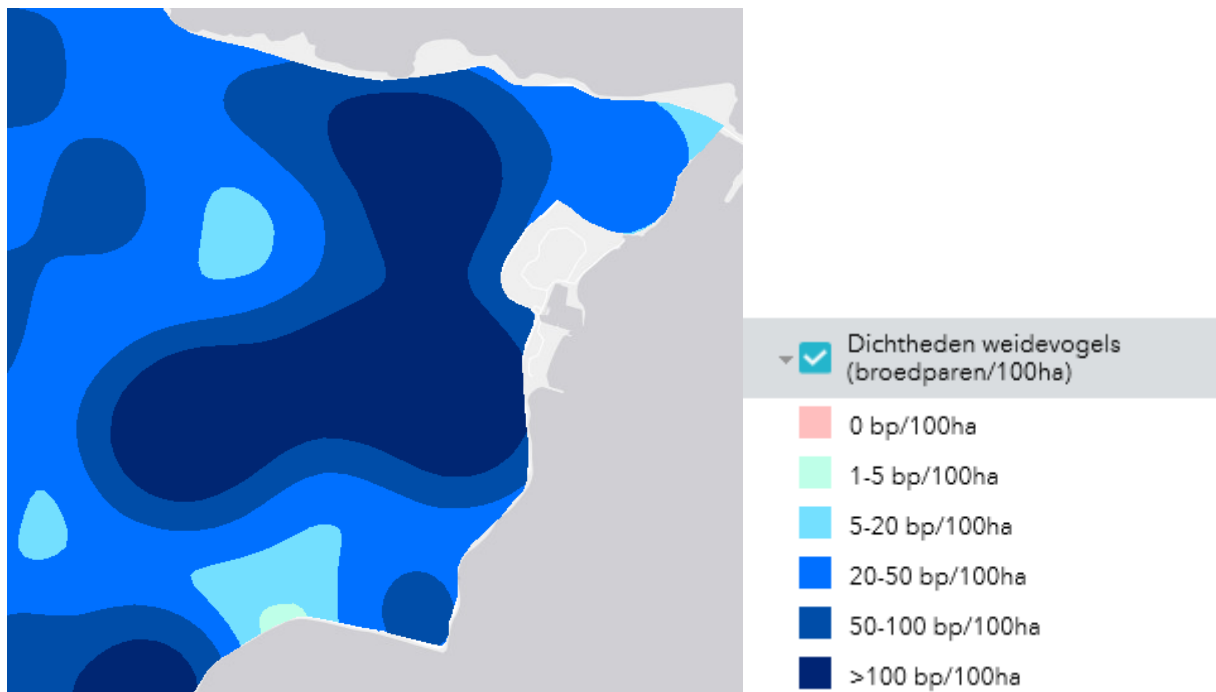 Dichtheden weidevogels
(broedparen/100ha)
0 bp/100ha
1-5 bp/100ha
5-20 bp/100ha
20-50 bp/100ha
50-100 bp/100ha
>100 bp/100ha